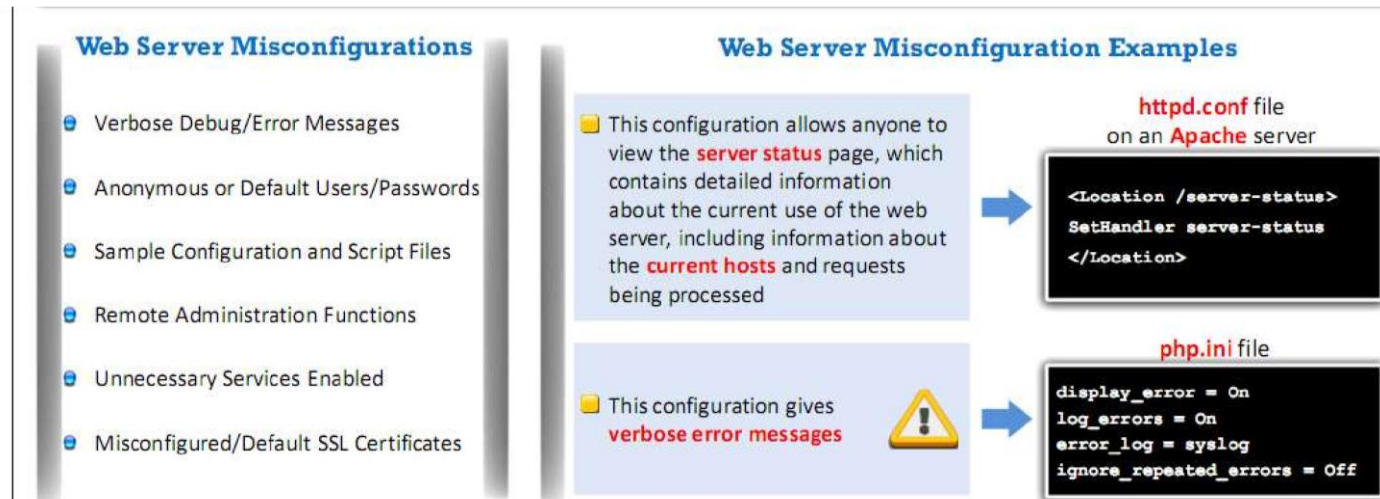 Web Server Misconfigurations
Verbose Debug/Error Messages
Anonymous or Default Users/Passwords
Sample Configuration and Script Files
Remote Administration Functions
Unnecessary Services Enabled
Misconfigured/Default SSL Certificates
Web Server Misconfiguration Examples
This configuration allows anyone to
view the server status page, which
contains detailed information
about the current use of the web
server, including information about
the current hosts and requests
being processed
httpd.conf file
on an Apache server
<Location /server-status>
SetHandler server-status
</Location>
This configuration gives
verbose error messages
php.ini file
display_error = On
log_errors = On
error_log = syslog
ignore_repeated_errors = Off